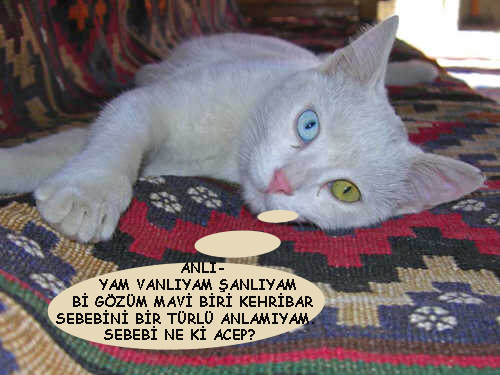 ANLI-
YAM VANLIYAM ŞANLIYAM
Bİ GÖZÜM MAVİ BİRİ KEHRİBAR
SEBEBİNİ BİR TÜRLÜ ANLAMIYAM.
SEBEBİ NE Kİ ACEP?